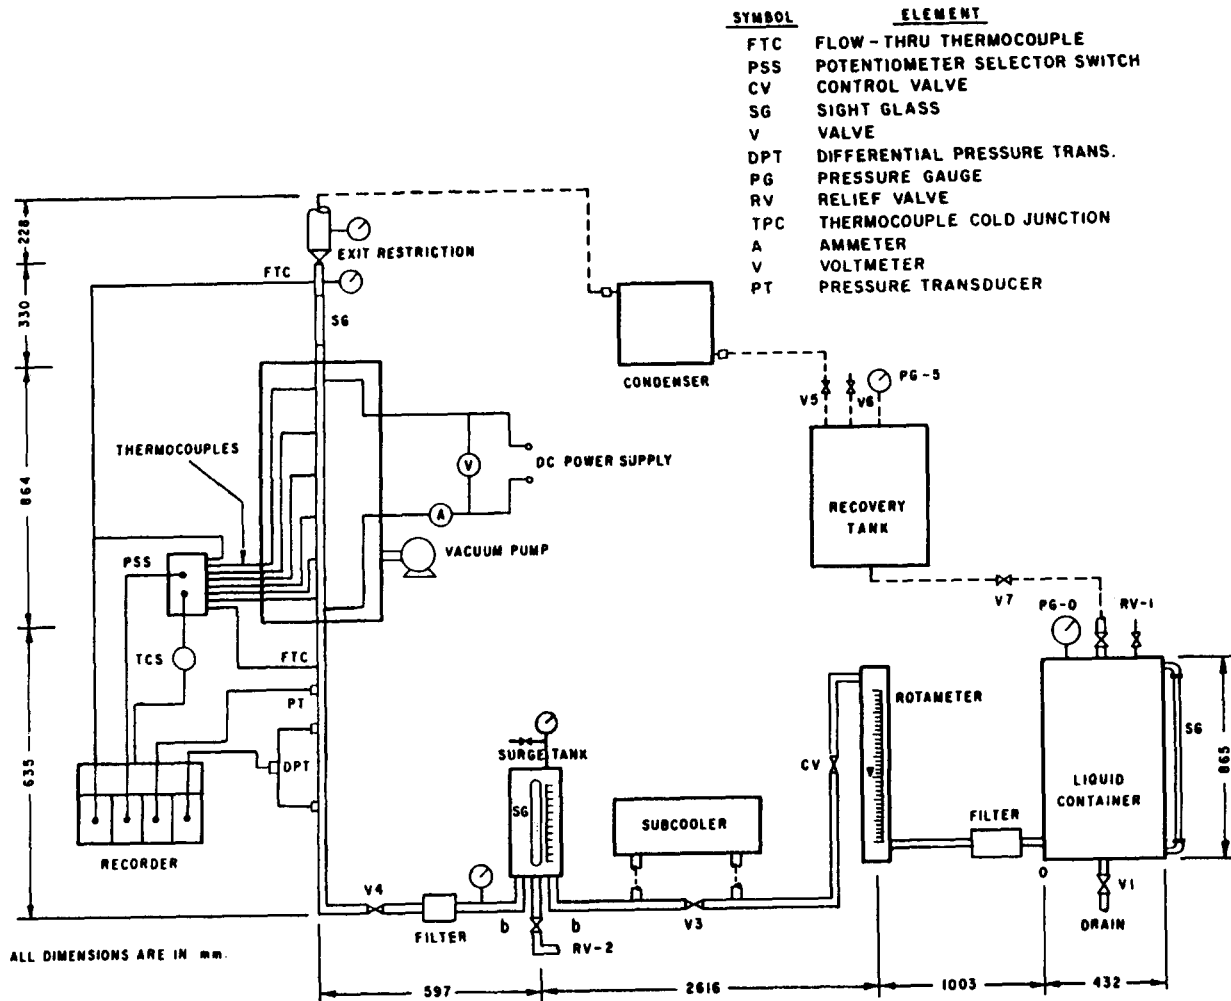 SYMBOL ELEMENT
FTC FLOW-THRU THERMOCOUPLE
PSS POTENTIOMETER SELECTOR SWITCH
CV CONTROL VALVE
SG SIGHT GLASS
V VALVE
DPT DIFFERENTIAL PRESSURE TRANS.
PG PRESSURE GAUGE
RV RELIEF VALVE
TPC THERMOCOUPLE COLD JUNCTION
A AMMETER
V VOLTMETER
PT PRESSURE TRANSDUCER
228
EXIT RESTRICTION
FTC
330
SG
CONDENSER
PG-5
V5
V6
THERMOCOUPLES
864
V
DC POWER SUPPLY
A
RECOVERY
TANK
PSS
VACUUM PUMP
V7
PG-0
RV-1
TCS
FTC
PT
ROTAMETER
SG
865
635
DPT
SURGE TANK
SG
CV
SUBCOOLER
LIQUID
CONTAINER
FILTER
RECORDER
O
V1
DRAIN
V4
FILTER
b
b
V3
RV-2
ALL DIMENSIONS ARE IN mm.
597
2616
1003
432